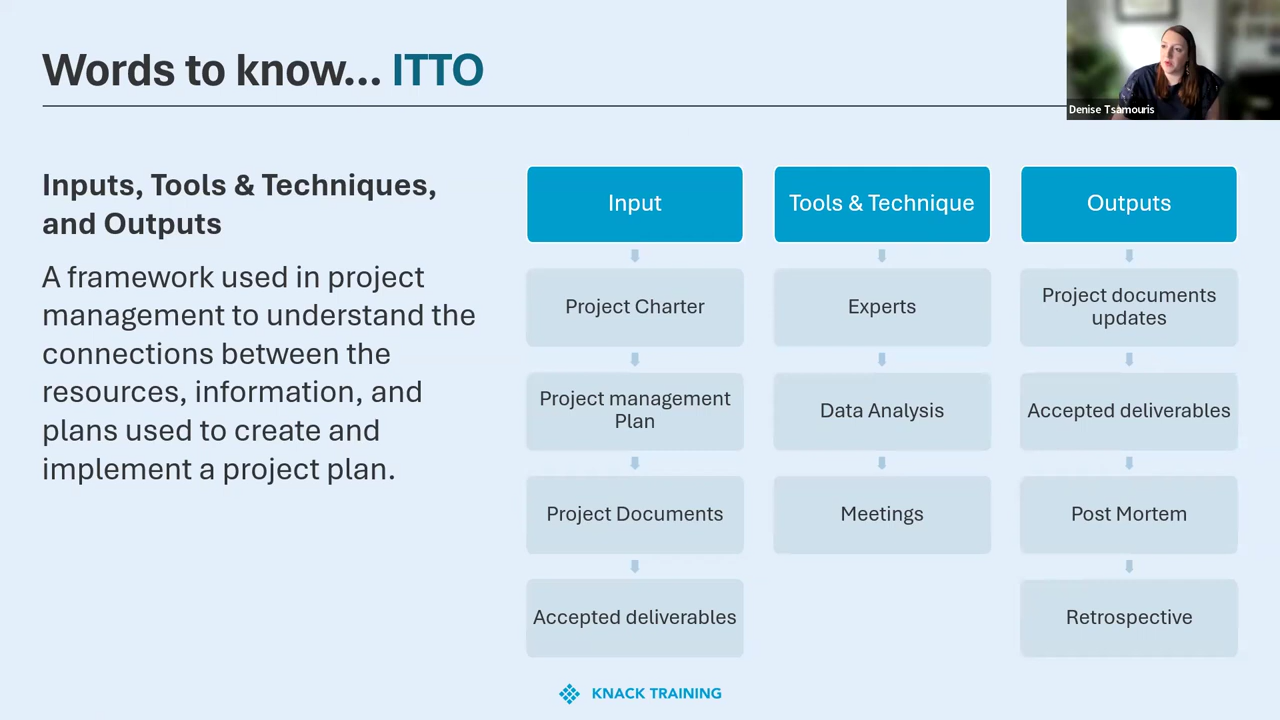 Words to know... ITTO
Denise Tsamouris
Inputs, Tools & Techniques,
and Outputs
A framework used in project
management to understand the
connections between the
resources, information, and
plans used to create and
implement a project plan.
Input
Project Charter
Project management
Plan
Project Documents
Accepted deliverables
Tools & Technique
Experts
Data Analysis
Meetings
Outputs
Project documents
updates
Accepted deliverables
Post Mortem
Retrospective
KNACK TRAINING